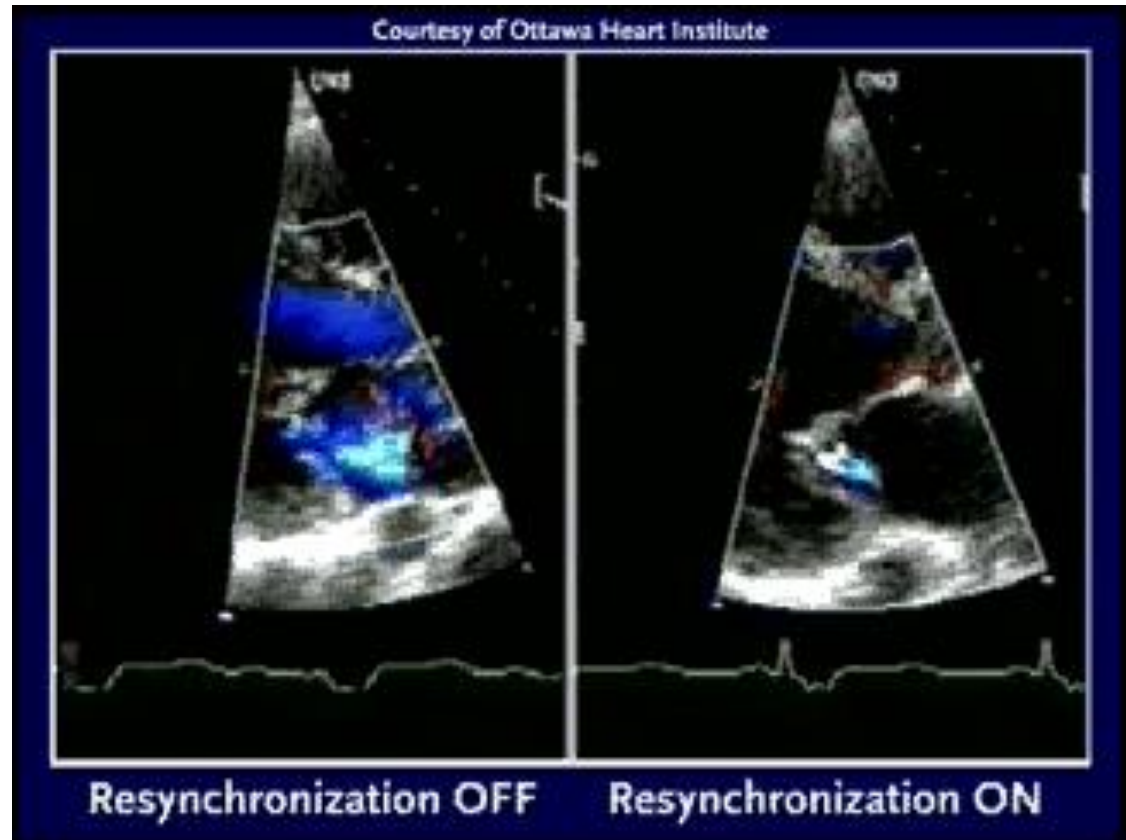 Courtesy of Ottawa Heart Institute
Resynchronization OFF
Resynchronization ON